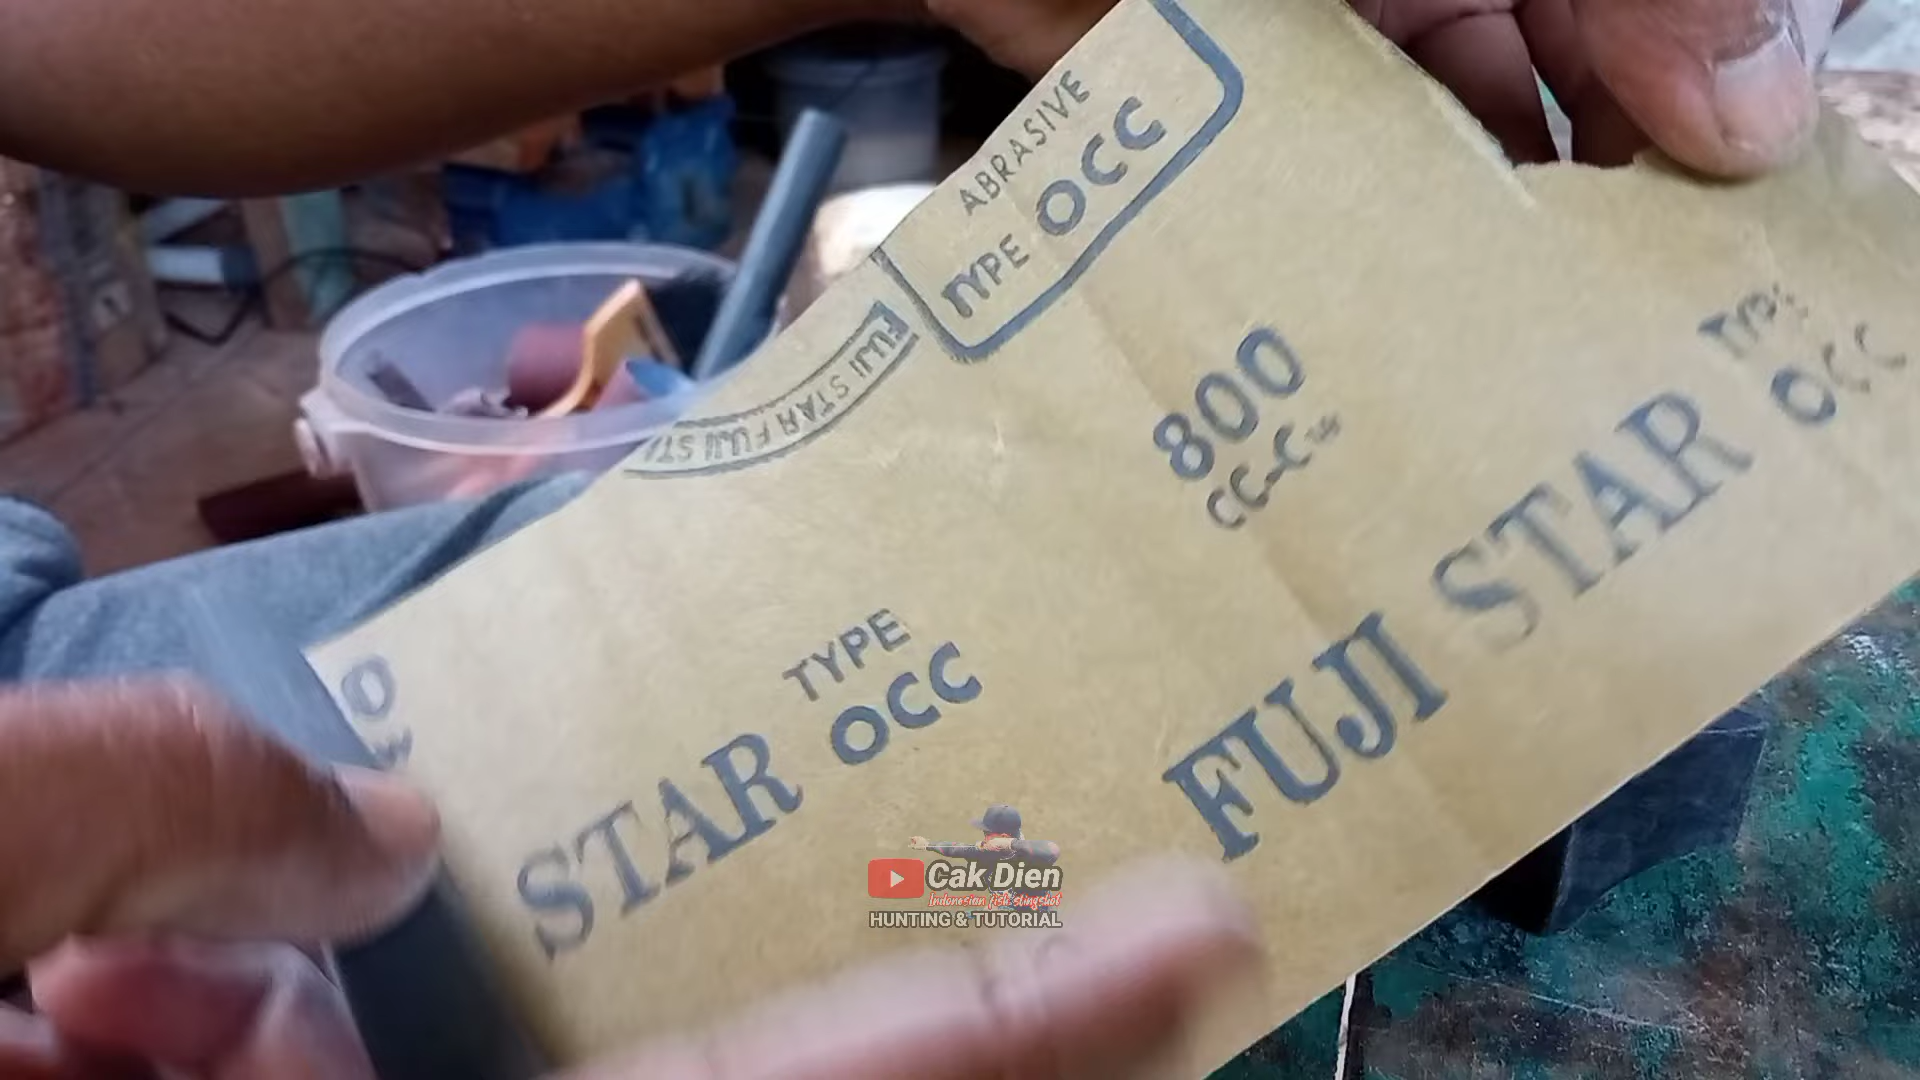 ABRASIVE
TYPE OCC
FUJI STAR FUJI STA
800
CC-Cw
TYPE
OCC
FUJI STAR
TYPE
OCC
STAR
0
w
Cak Dien
Indonesian fish slingshot
HUNTING & TUTORIAL